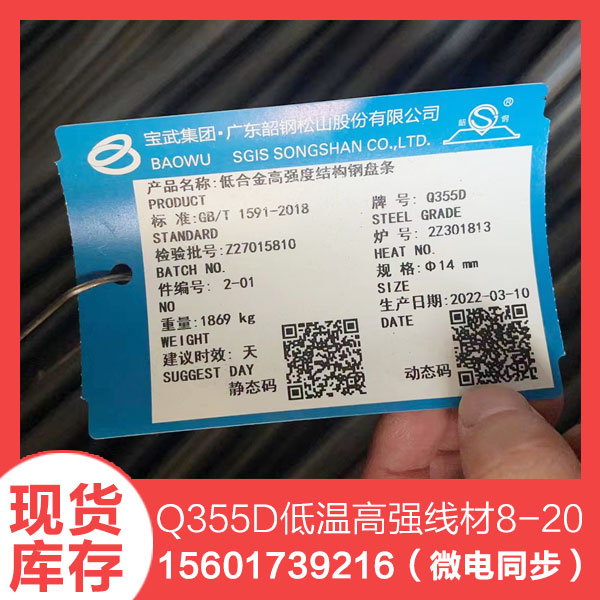 宝武集团·广东韶钢松山股份有限公司
BAOWU SGIS SONGSHAN CO.,LTD.
韶 钢
®
产品名称:低合金高强度结构钢盘条
PRODUCT
标 准:GB/T 1591-2018
STANDARD
检验批号:Z27015810
BATCH NO.
件编号: 2-01
NO
重量:1869 kg
WEIGHT
建议时效: 天
SUGGEST DAY
静态码
牌 号: Q355D
STEEL GRADE
炉 号: 2Z301813
HEAT NO.
规 格:Φ14 mm
SIZE
生产日期:2022-03-10
DATE
动态码
现货
库存
Q355D低温高强线材8-20
15601739216(微电同步)